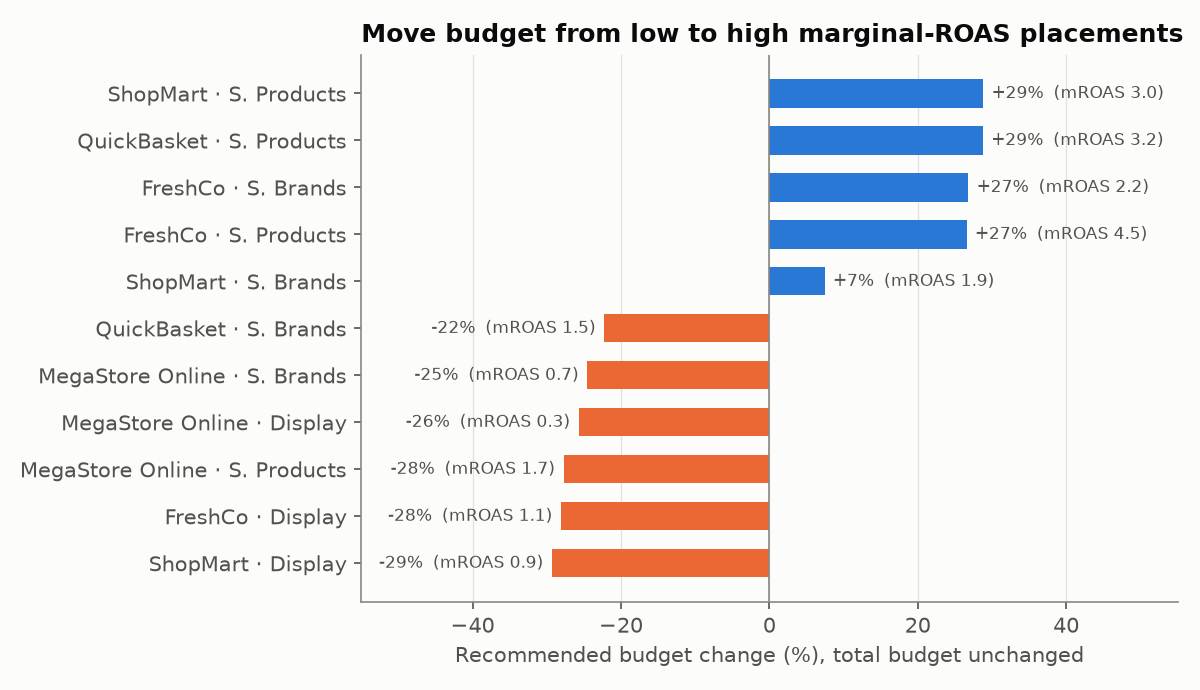 Move budget from low to high marginal-ROAS placements
ShopMart · S. Products +29% (mROAS 3.0)
QuickBasket · S. Products +29% (mROAS 3.2)
FreshCo · S. Brands +27% (mROAS 2.2)
FreshCo · S. Products +27% (mROAS 4.5)
ShopMart · S. Brands +7% (mROAS 1.9)
QuickBasket · S. Brands -22% (mROAS 1.5)
MegaStore Online · S. Brands -25% (mROAS 0.7)
MegaStore Online · Display -26% (mROAS 0.3)
MegaStore Online · S. Products -28% (mROAS 1.7)
FreshCo · Display -28% (mROAS 1.1)
ShopMart · Display -29% (mROAS 0.9)
−40 −20 0 20 40
Recommended budget change (%), total budget unchanged